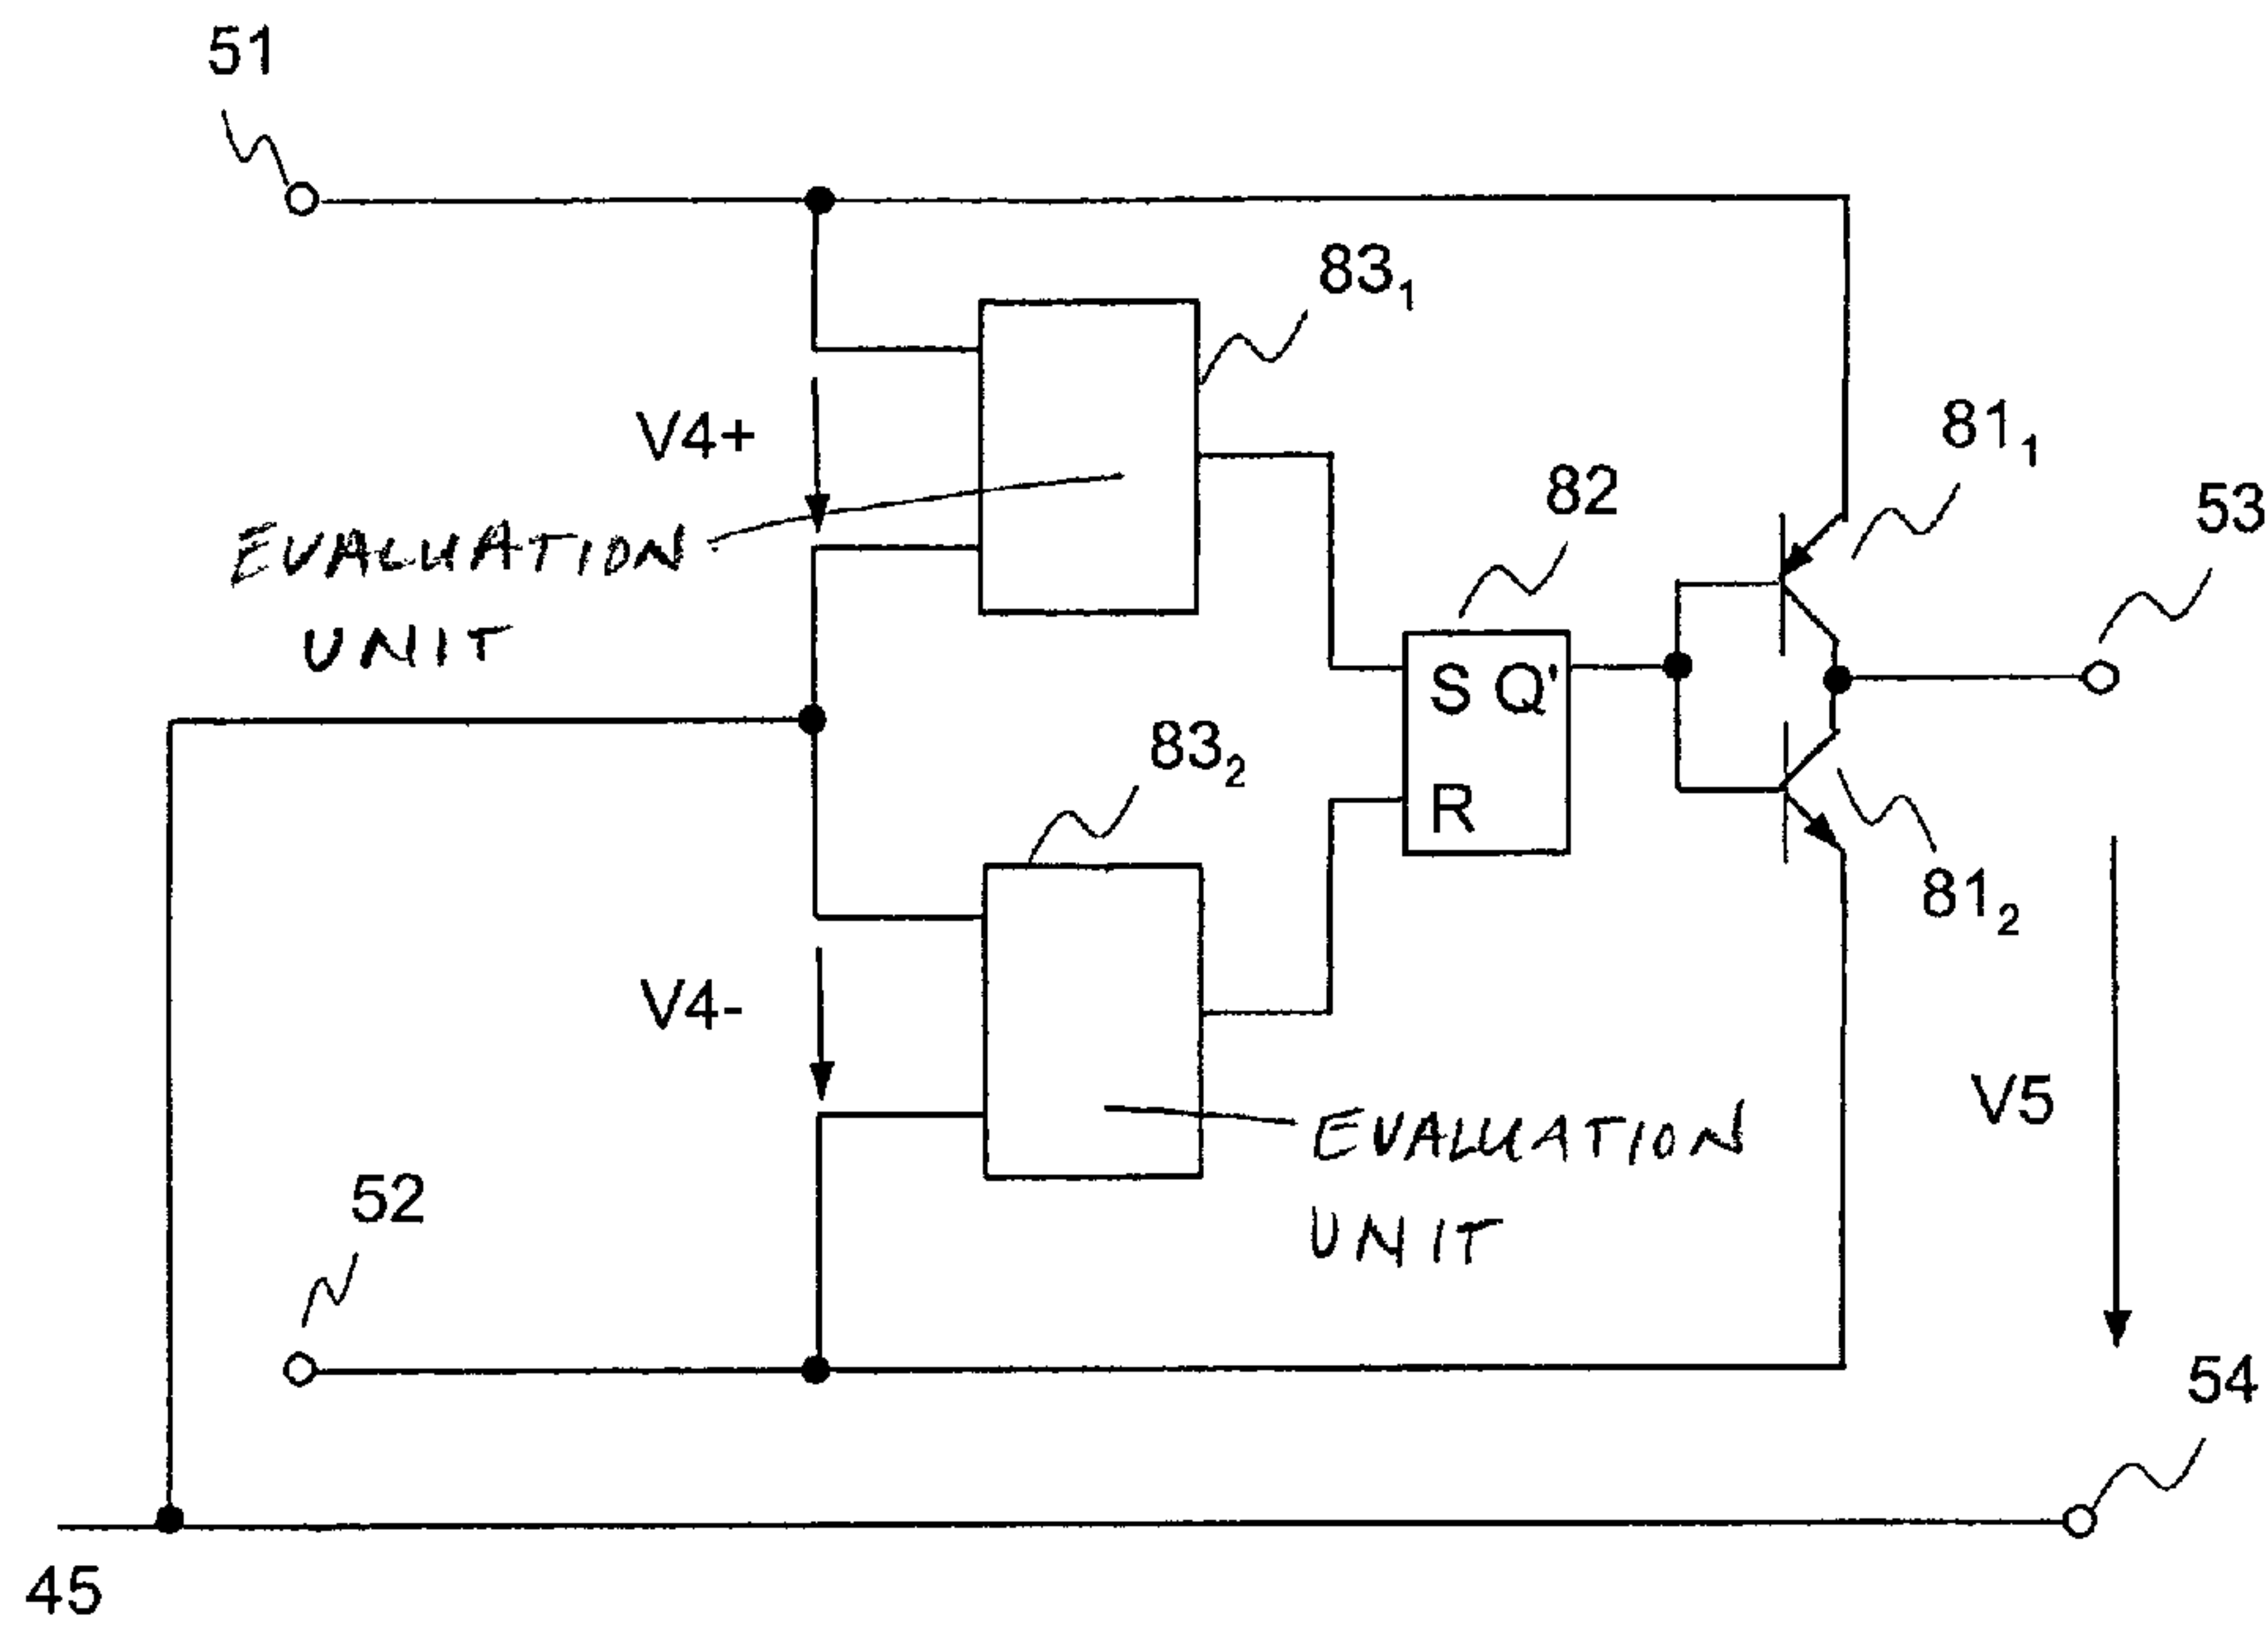 51
83₁
V4+
81₁
82
53
EVALUATION
UNIT
S Q'
83₂
R
81₂
V4-
V5
EVALUATION
52
UNIT
54
45